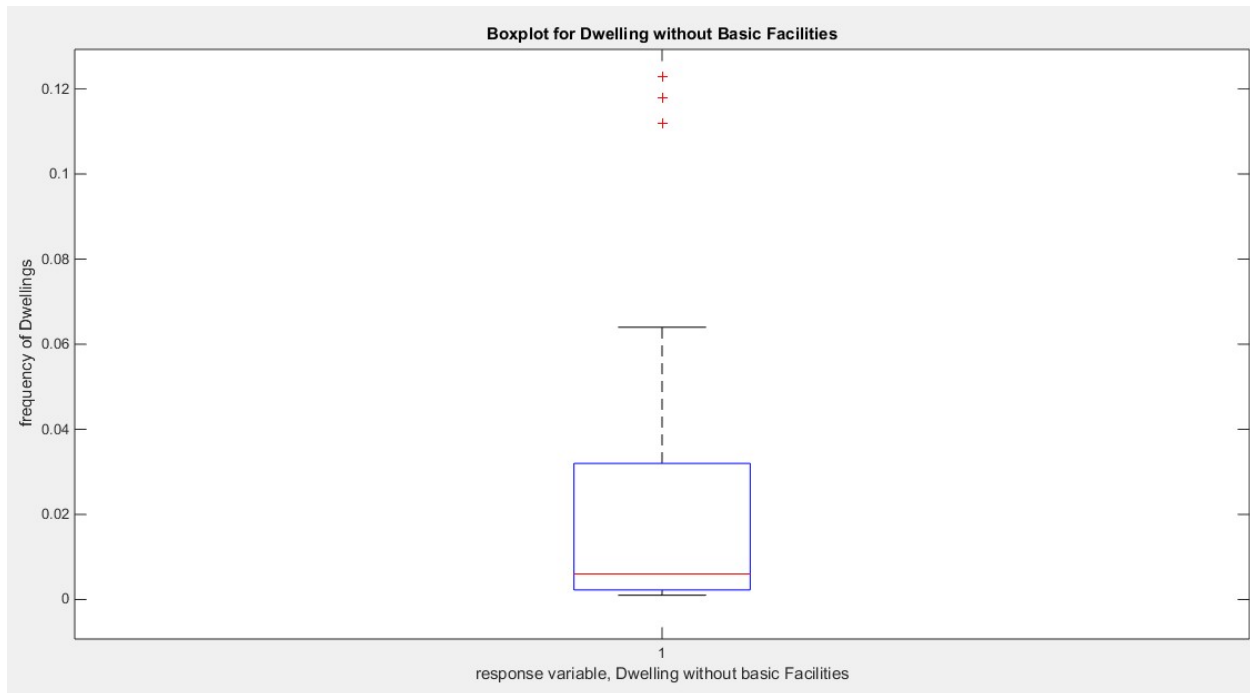 Boxplot for Dwelling without Basic Facilities
frequency of Dwellings
0.12
0.1
0.08
0.06
0.04
0.02
0
1
response variable, Dwelling without basic Facilities